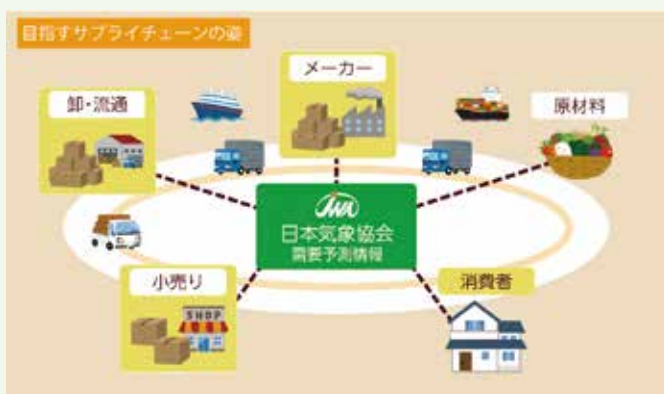 目指すサプライチェーンの姿
メーカー
卸・流通
原材料
JWA
日本気象協会
需要予測情報
小売り
SHOP
消費者